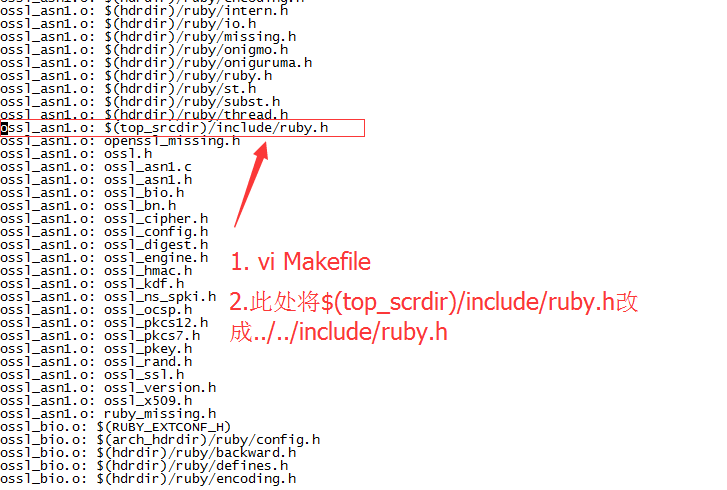 ossl_asn1.o: $(hdrdir)/ruby/encoding.h
ossl_asn1.o: $(hdrdir)/ruby/intern.h
ossl_asn1.o: $(hdrdir)/ruby/io.h
ossl_asn1.o: $(hdrdir)/ruby/missing.h
ossl_asn1.o: $(hdrdir)/ruby/onigmo.h
ossl_asn1.o: $(hdrdir)/ruby/oniguruma.h
ossl_asn1.o: $(hdrdir)/ruby/ruby.h
ossl_asn1.o: $(hdrdir)/ruby/st.h
ossl_asn1.o: $(hdrdir)/ruby/subst.h
ossl_asn1.o: $(hdrdir)/ruby/thread.h
ossl_asn1.o: $(top_srcdir)/include/ruby.h
ossl_asn1.o: openssl_missing.h
ossl_asn1.o: ossl.h
ossl_asn1.o: ossl_asn1.c
ossl_asn1.o: ossl_asn1.h
ossl_asn1.o: ossl_bio.h
ossl_asn1.o: ossl_bn.h
ossl_asn1.o: ossl_cipher.h
ossl_asn1.o: ossl_config.h
ossl_asn1.o: ossl_digest.h
ossl_asn1.o: ossl_engine.h
ossl_asn1.o: ossl_hmac.h
ossl_asn1.o: ossl_kdf.h
ossl_asn1.o: ossl_ns_spki.h
ossl_asn1.o: ossl_ocsp.h
ossl_asn1.o: ossl_pkcs12.h
ossl_asn1.o: ossl_pkcs7.h
ossl_asn1.o: ossl_pkey.h
ossl_asn1.o: ossl_rand.h
ossl_asn1.o: ossl_ssl.h
ossl_asn1.o: ossl_version.h
ossl_asn1.o: ossl_x509.h
ossl_asn1.o: ruby_missing.h
ossl_bio.o: $(RUBY_EXTCONF_H)
ossl_bio.o: $(arch_hdrdir)/ruby/config.h
ossl_bio.o: $(hdrdir)/ruby/backward.h
ossl_bio.o: $(hdrdir)/ruby/defines.h
ossl_bio.o: $(hdrdir)/ruby/encoding.h
1. vi Makefile
2.此处将$(top_scrdir)/include/ruby.h改
成../../include/ruby.h